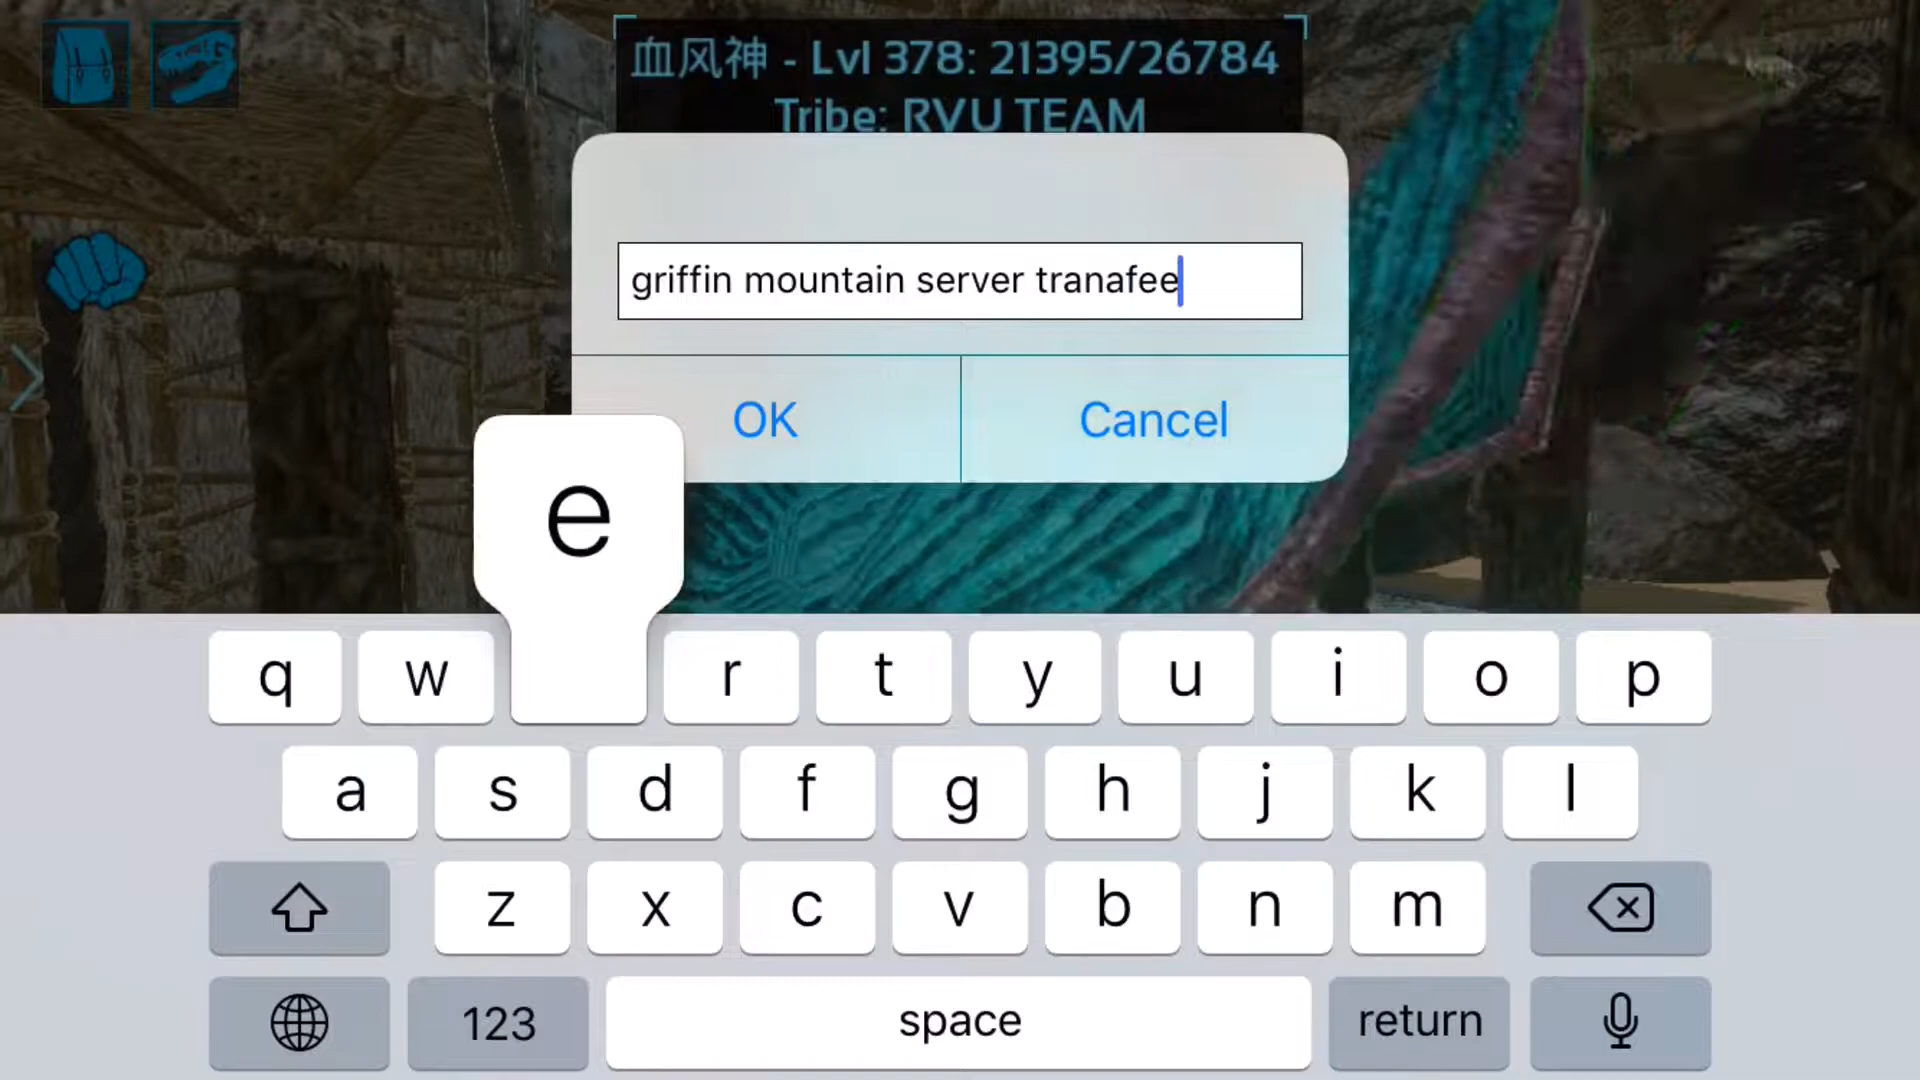 血风神 - Lvl 378: 21395/26784
Tribe: RVU TEAM
griffin mountain server tranafee
OK
Cancel
e
q w r t y u i o p
a s d f g h j k l
z x c v b n m
123 space return